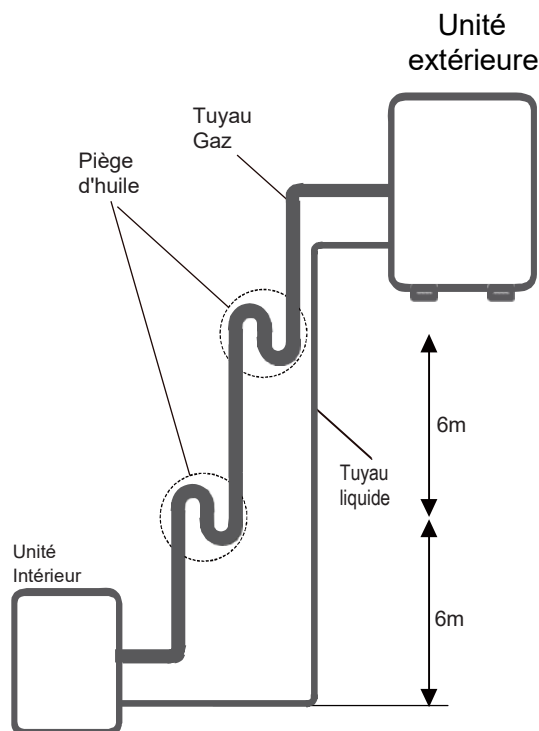 Unité
extérieure
Tuyau
Gaz
Piège
d'huile
6m
Tuyau
liquide
Unité
Intérieur
6m